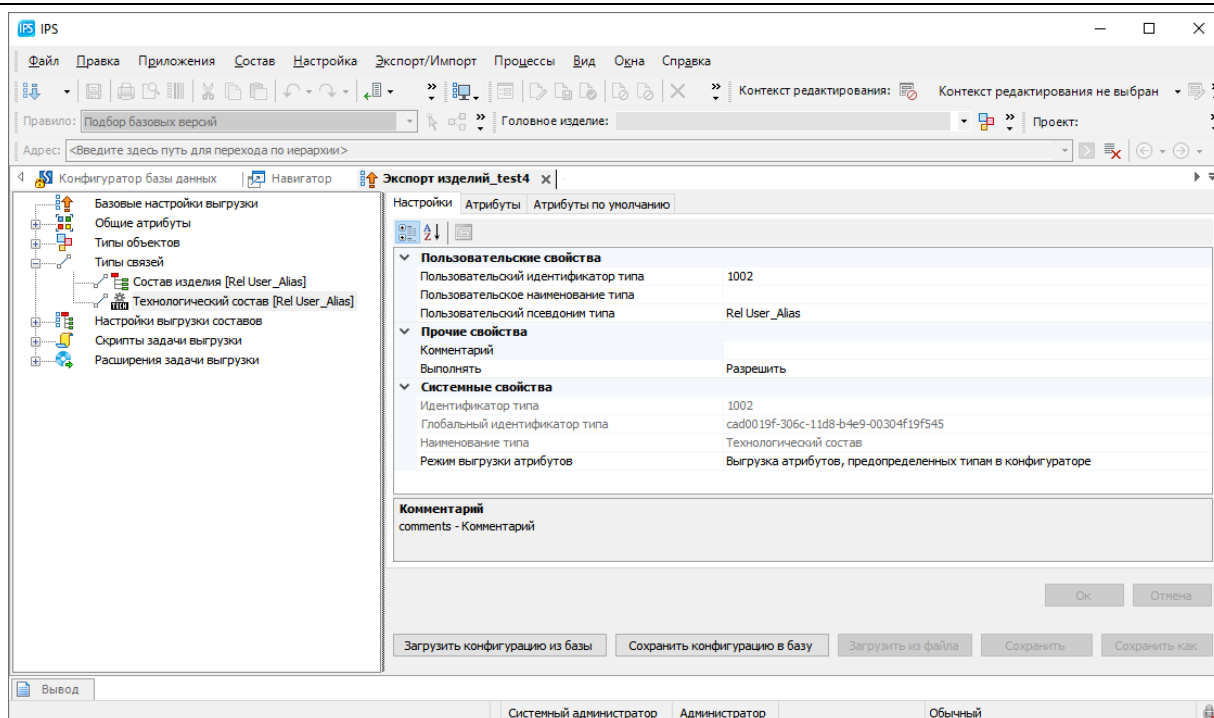 IPS IPS
Файл Правка Приложения Состав Настройка Экспорт/Импорт Процессы Вид Окна Справка
Контекст редактирования: Контекст редактирования не выбран
Правило: Подбор базовых версий Головное изделие: Проект:
Адрес: <Введите здесь путь для перехода по иерархии>
Конфигуратор базы данных Навигатор Экспорт изделий_test4
Базовые настройки выгрузки
Общие атрибуты
Типы объектов
Типы связей
Состав изделия [Rel User_Alias]
Технологический состав [Rel User_Alias]
Настройки выгрузки составов
Скрипты задачи выгрузки
Расширения задачи выгрузки
Настройки Атрибуты Атрибуты по умолчанию
Пользовательские свойства
Пользовательский идентификатор типа 1002
Пользовательское наименование типа
Пользовательский псевдоним типа Rel User_Alias
Прочие свойства
Комментарий
Выполнять Разрешить
Системные свойства
Идентификатор типа 1002
Глобальный идентификатор типа cad0019f-306c-11d8-b4e9-00304f19f545
Наименование типа Технологический состав
Режим выгрузки атрибутов Выгрузка атрибутов, предопределенных типам в конфигураторе
Комментарий
comments - Комментарий
Ок Отмена
Загрузить конфигурацию из базы Сохранить конфигурацию в базу Загрузить из файла Сохранить Сохранить как
Вывод
Системный администратор Администратор Обычный